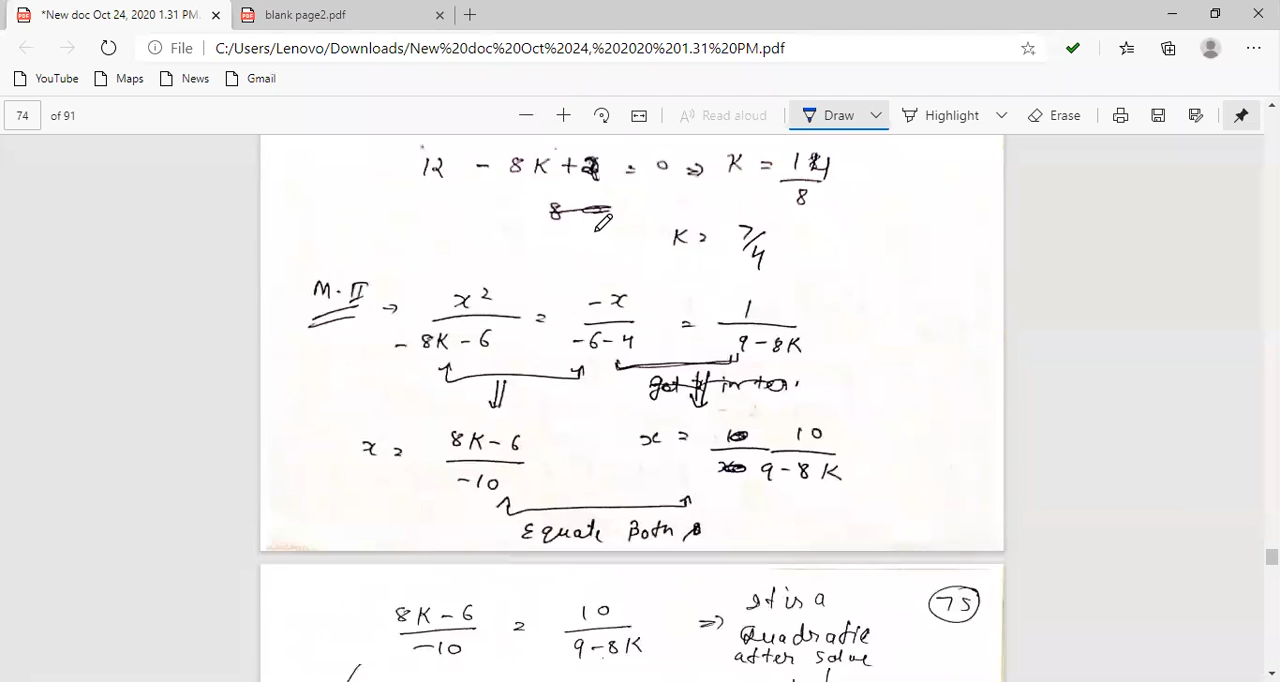 *New doc Oct 24, 2020 1.31 PM.
blank page2.pdf
File C:/Users/Lenovo/Downloads/New%20doc%20Oct%2024,%202020%201.31%20PM.pdf
YouTube Maps News Gmail
74 of 91 Read aloud Draw Highlight Erase
12 - 8K + = 0 ⇒ K = 14/8
K = 7/4
M-II → x²/-8K-6 = -x/-6-4 = 1/9-8K
x = 8K-6/-10 x = 10/9-8K
Equate Both
8K-6/-10 = 10/9-8K ⇒ It is a
Quadratic
after solve
75